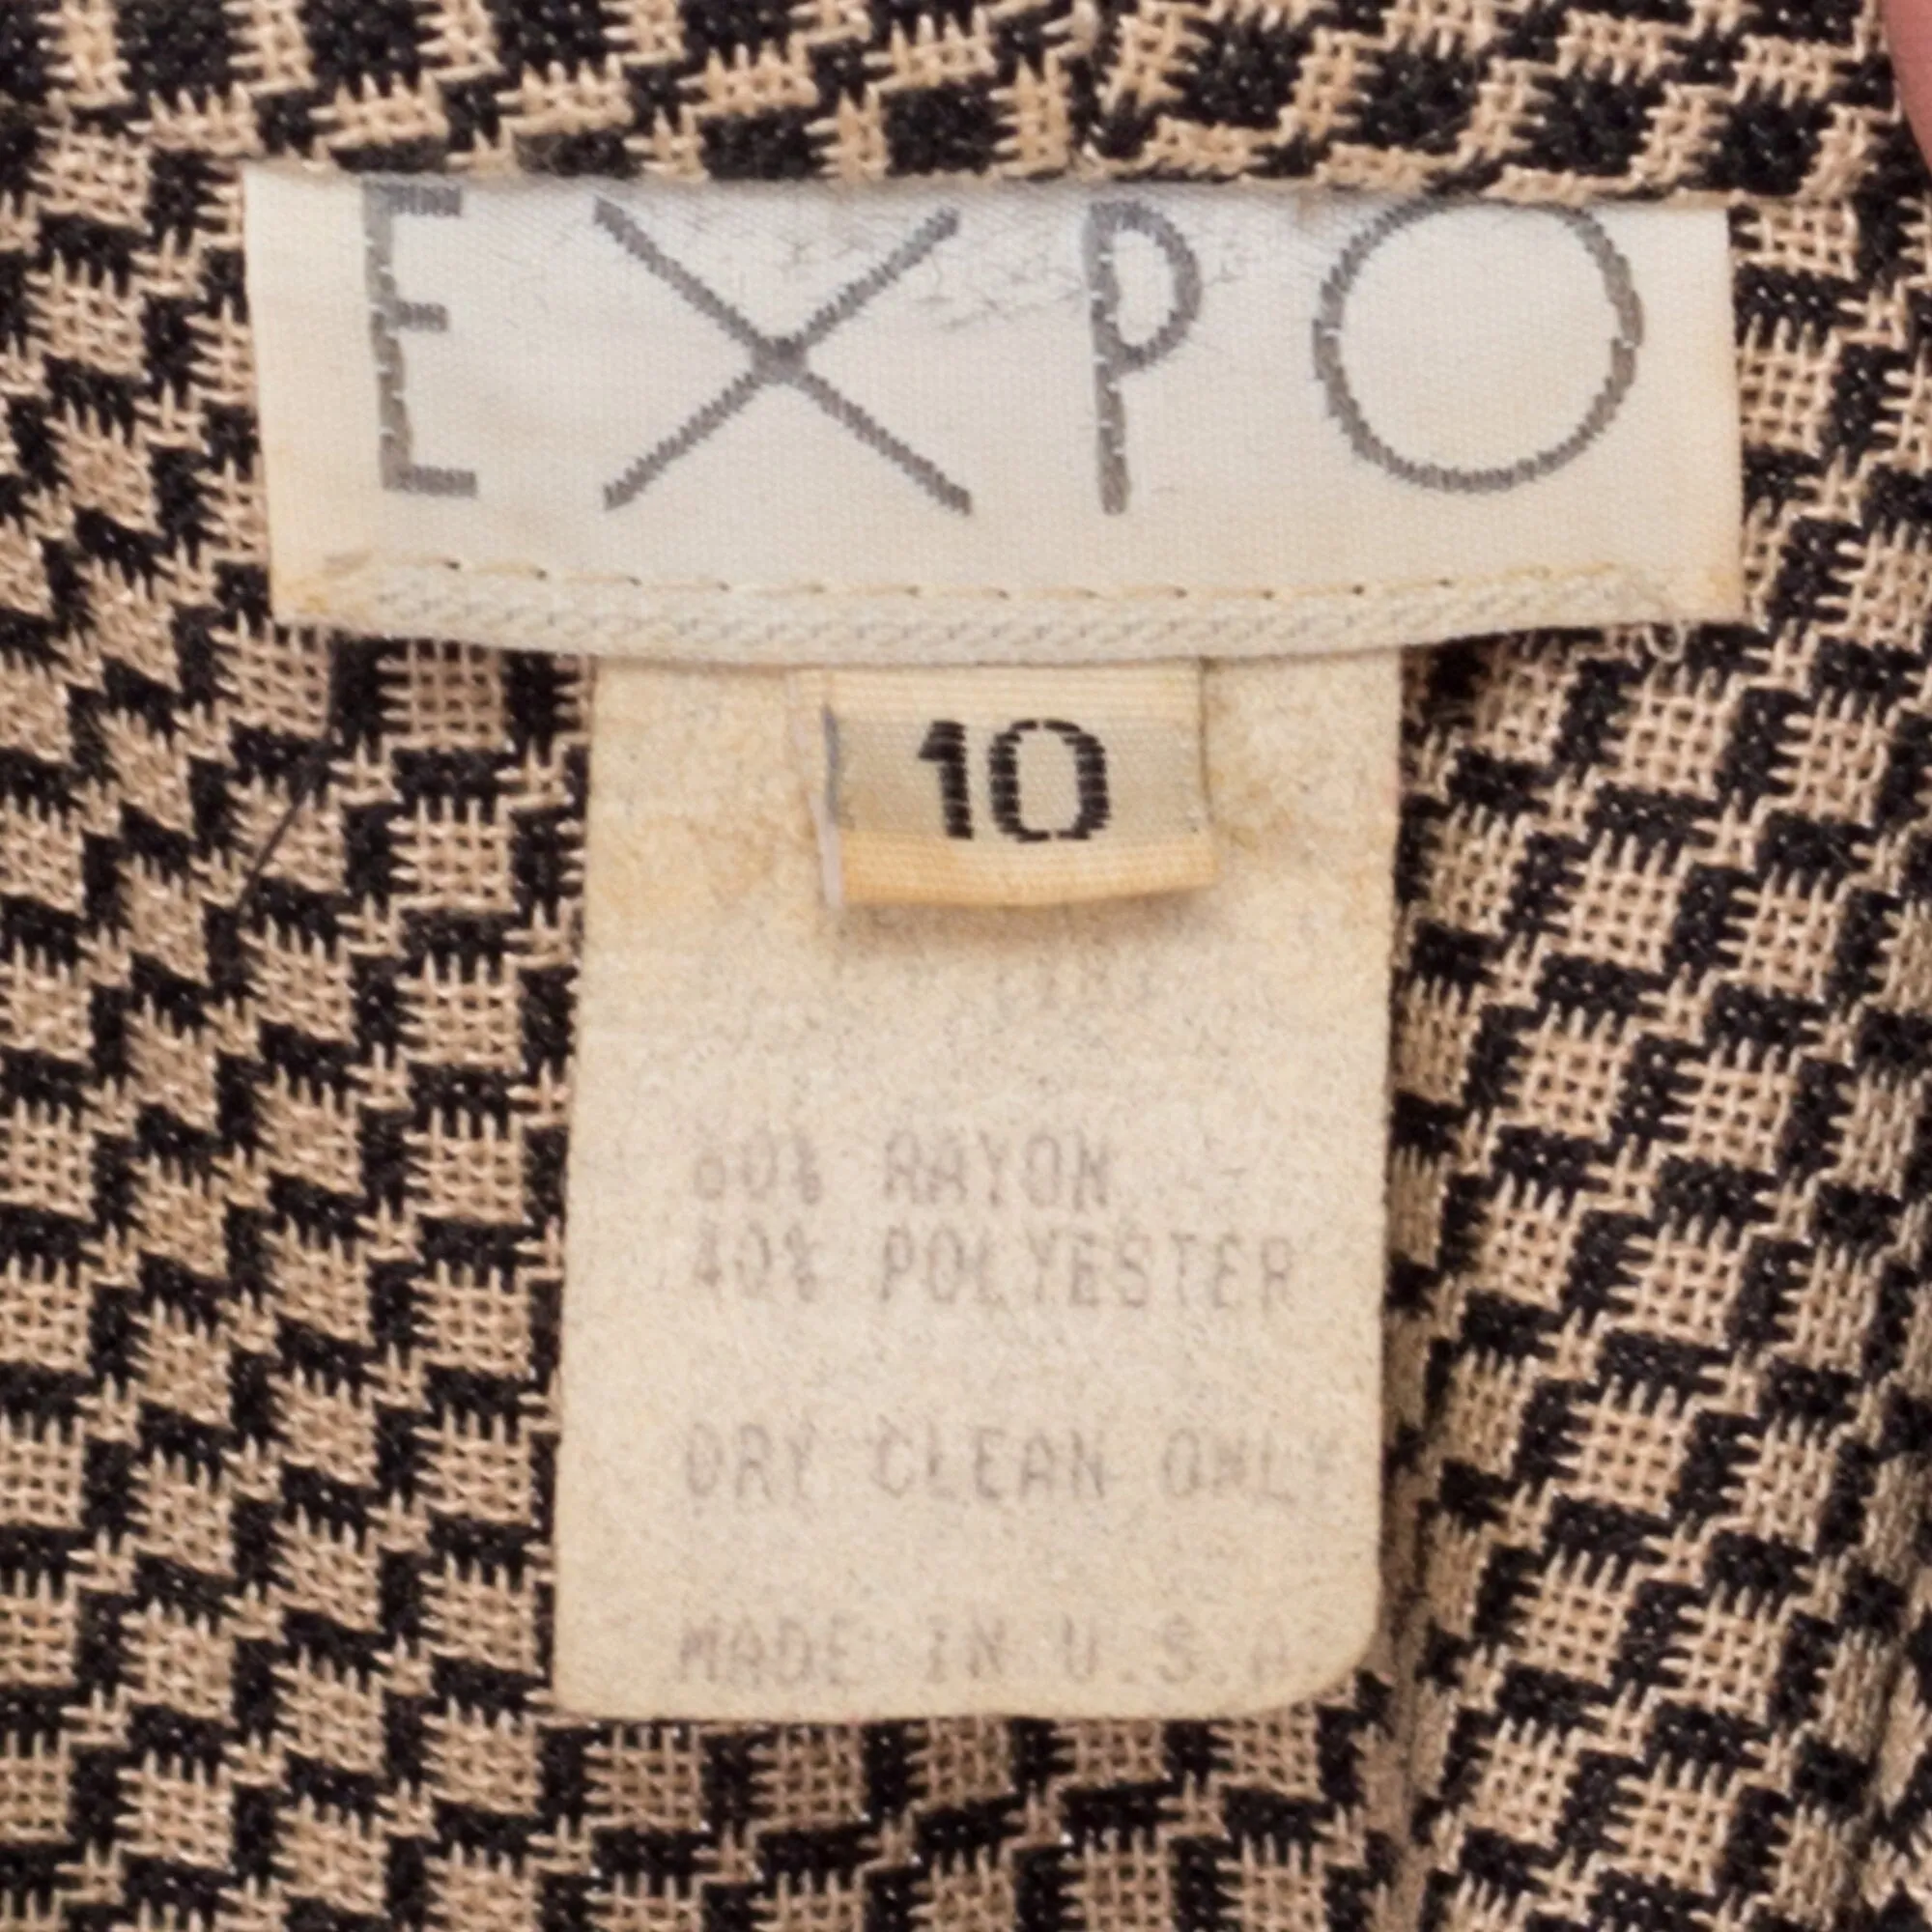 EXPO
10
60% RAYON
40% POLYESTER
DRY CLEAN ONLY
MADE IN U.S.A